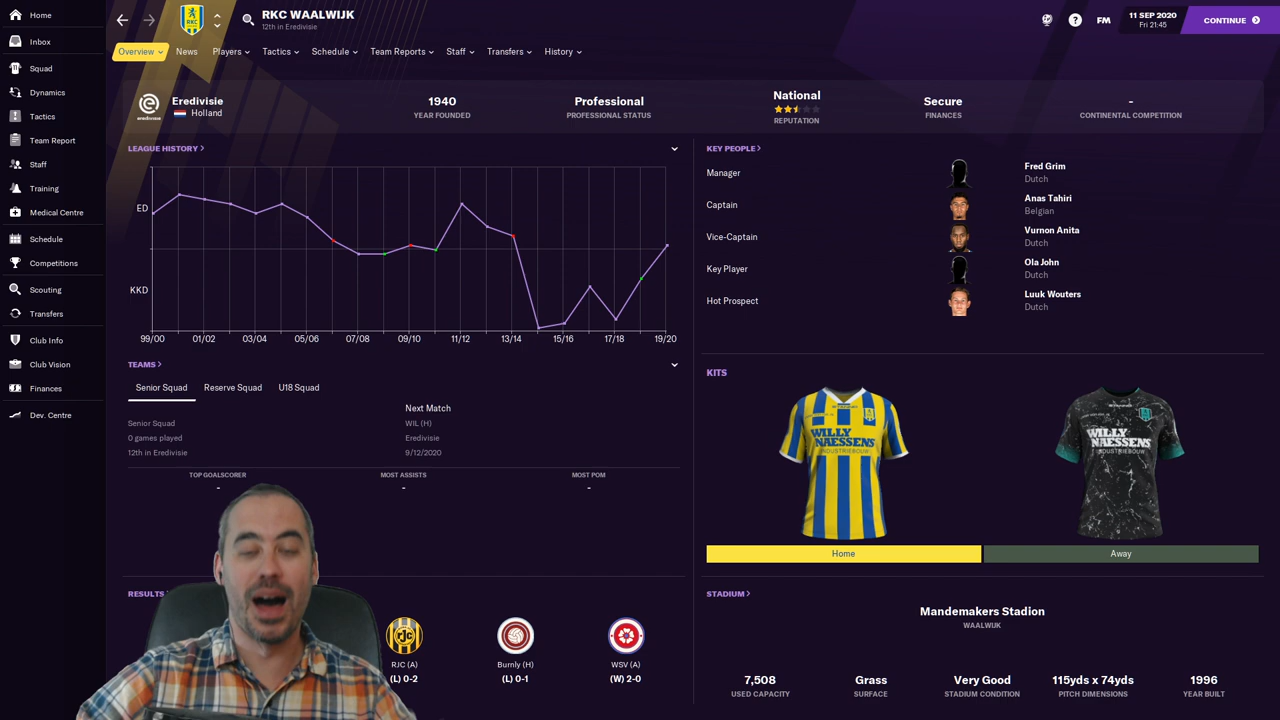 Home
Inbox
Squad
Dynamics
Tactics
Team Report
Staff
Training
Medical Centre
Schedule
Competitions
Scouting
Transfers
Club Info
Club Vision
Finances
Dev. Centre
RKC WAALWIJK
12th in Eredivisie
FM
11 SEP 2020
Fri 21:45
CONTINUE
Overview
News
Players
Tactics
Schedule
Team Reports
Staff
Transfers
History
Eredivisie
Holland
1940
YEAR FOUNDED
Professional
PROFESSIONAL STATUS
National
REPUTATION
Secure
FINANCES
-
CONTINENTAL COMPETITION
LEAGUE HISTORY
ED
KKD
99/00 01/02 03/04 05/06 07/08 09/10 11/12 13/14 15/16 17/18 19/20
TEAMS
Senior Squad Reserve Squad U18 Squad
Next Match
Senior Squad WIL (H)
0 games played Eredivisie
12th in Eredivisie 9/12/2020
TOP GOALSCORER MOST ASSISTS MOST POM
- - -
RESULTS
RJC (A) Burnly (H) WSV (A)
(L) 0-2 (L) 0-1 (W) 2-0
KEY PEOPLE
Manager
Fred Grim
Dutch
Captain
Anas Tahiri
Belgian
Vice-Captain
Vurnon Anita
Dutch
Key Player
Ola John
Dutch
Hot Prospect
Luuk Wouters
Dutch
KITS
WILLY
NAESSENS
INDUSTRIEBOUW
WILLY
NAESSENS
INDUSTRIEBOUW
Home
Away
STADIUM
Mandemakers Stadion
WAALWIJK
7,508
USED CAPACITY
Grass
SURFACE
Very Good
STADIUM CONDITION
115yds x 74yds
PITCH DIMENSIONS
1996
YEAR BUILT